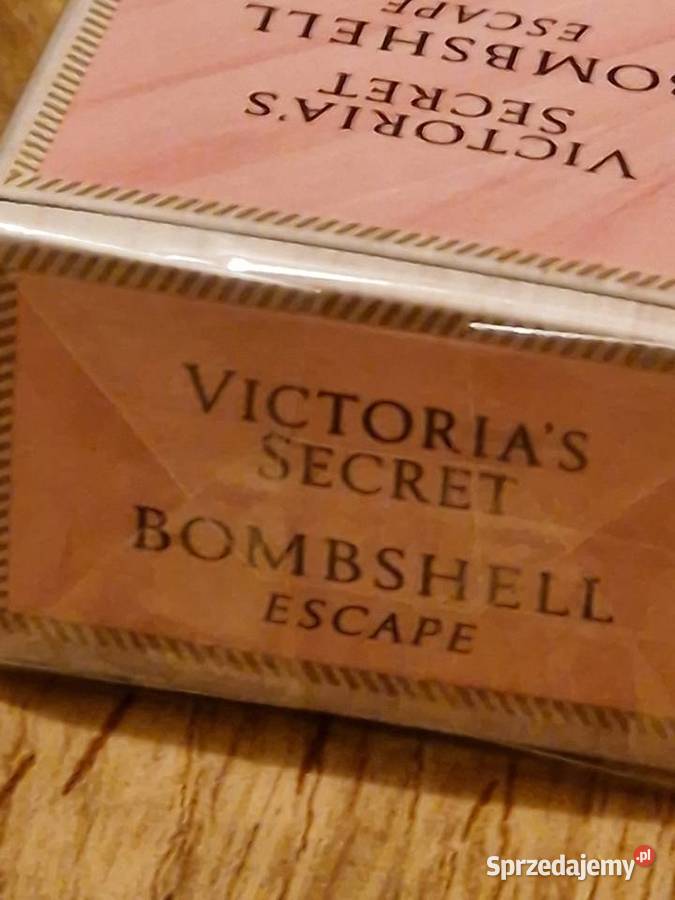 VICTORIA'S
SECRET
BOMBSHELL
ESCAPE
VICTORIA'S
SECRET
BOMBSHELL
ESCAPE
Sprzedajemy.pl